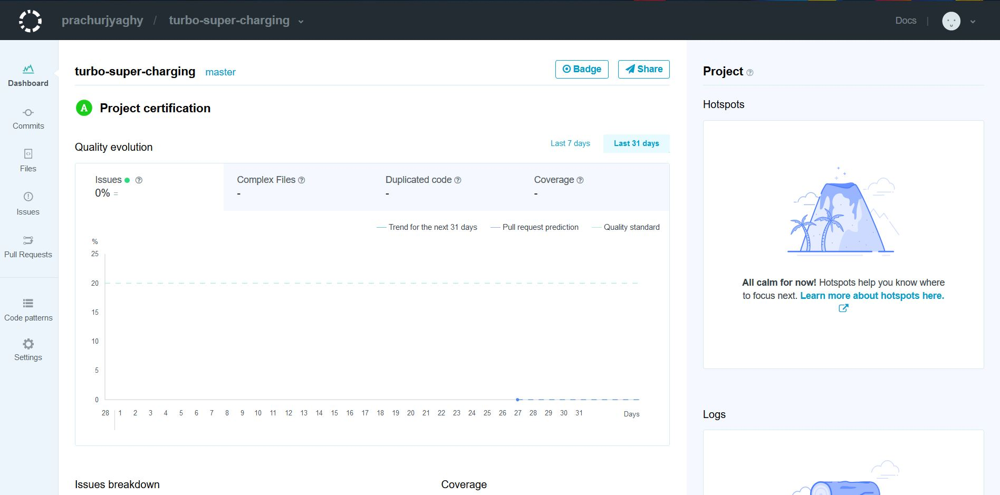 prachurjyaghy / turbo-super-charging
Docs |
Dashboard
Commits
Files
Issues
Pull Requests
Code patterns
Settings
turbo-super-charging master
Badge
Share
A Project certification
Quality evolution
Last 7 days
Last 31 days
Issues
0% =
Complex Files
-
Duplicated code
-
Coverage
-
Trend for the next 31 days
Pull request prediction
Quality standard
%
25
20
15
10
5
0
28 1 2 3 4 5 6 7 8 9 10 11 12 13 14 15 16 17 18 19 20 21 22 23 24 25 26 27 28 29 30 31 Days
Issues breakdown
Coverage
Project
Hotspots
All calm for now! Hotspots help you know where
to focus next. Learn more about hotspots here.
Logs